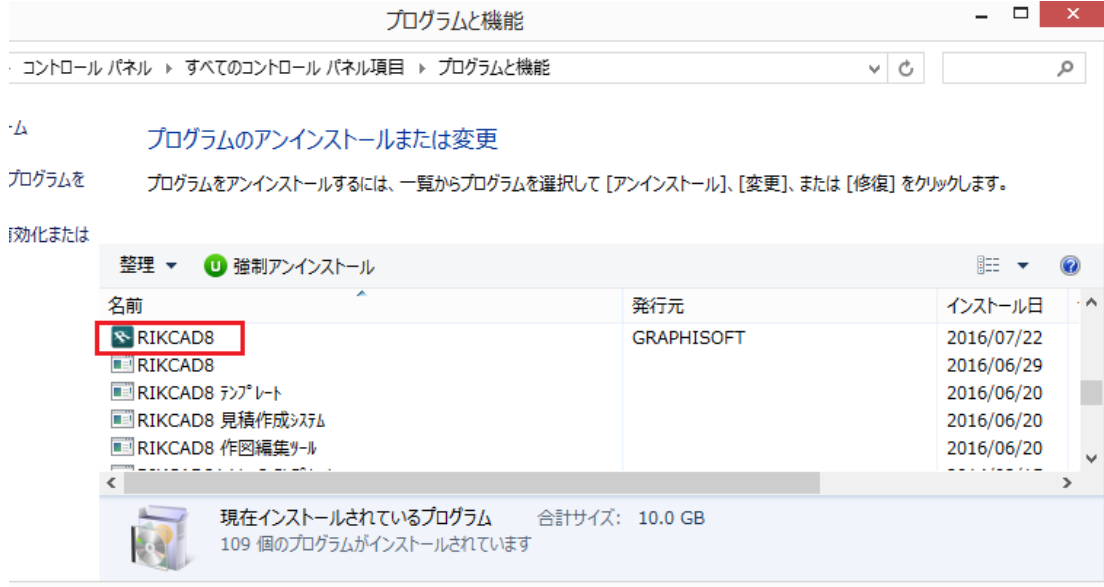 プログラムと機能
コントロール パネル ▸ すべてのコントロール パネル項目 ▸ プログラムと機能
ーム
プログラムのアンインストールまたは変更
プログラムを
プログラムをアンインストールするには、一覧からプログラムを選択して [アンインストール]、[変更]、または [修復] をクリックします。
有効化または
整理 強制アンインストール
名前 発行元 インストール日
RIKCAD8 GRAPHISOFT 2016/07/22
RIKCAD8 2016/06/29
RIKCAD8 テンプレート 2016/06/20
RIKCAD8 見積作成システム 2016/06/20
RIKCAD8 作図編集ツール 2016/06/20
現在インストールされているプログラム 合計サイズ: 10.0 GB
109 個のプログラムがインストールされています